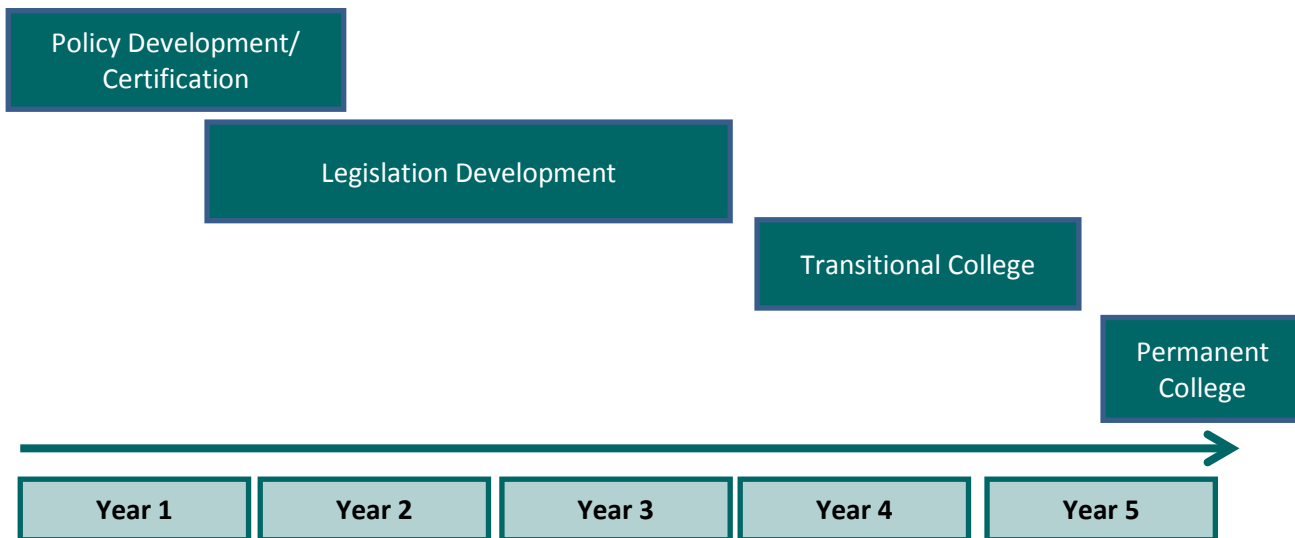 Policy Development/
Certification
Legislation Development
Transitional College
Permanent
College
Year 1
Year 2
Year 3
Year 4
Year 5